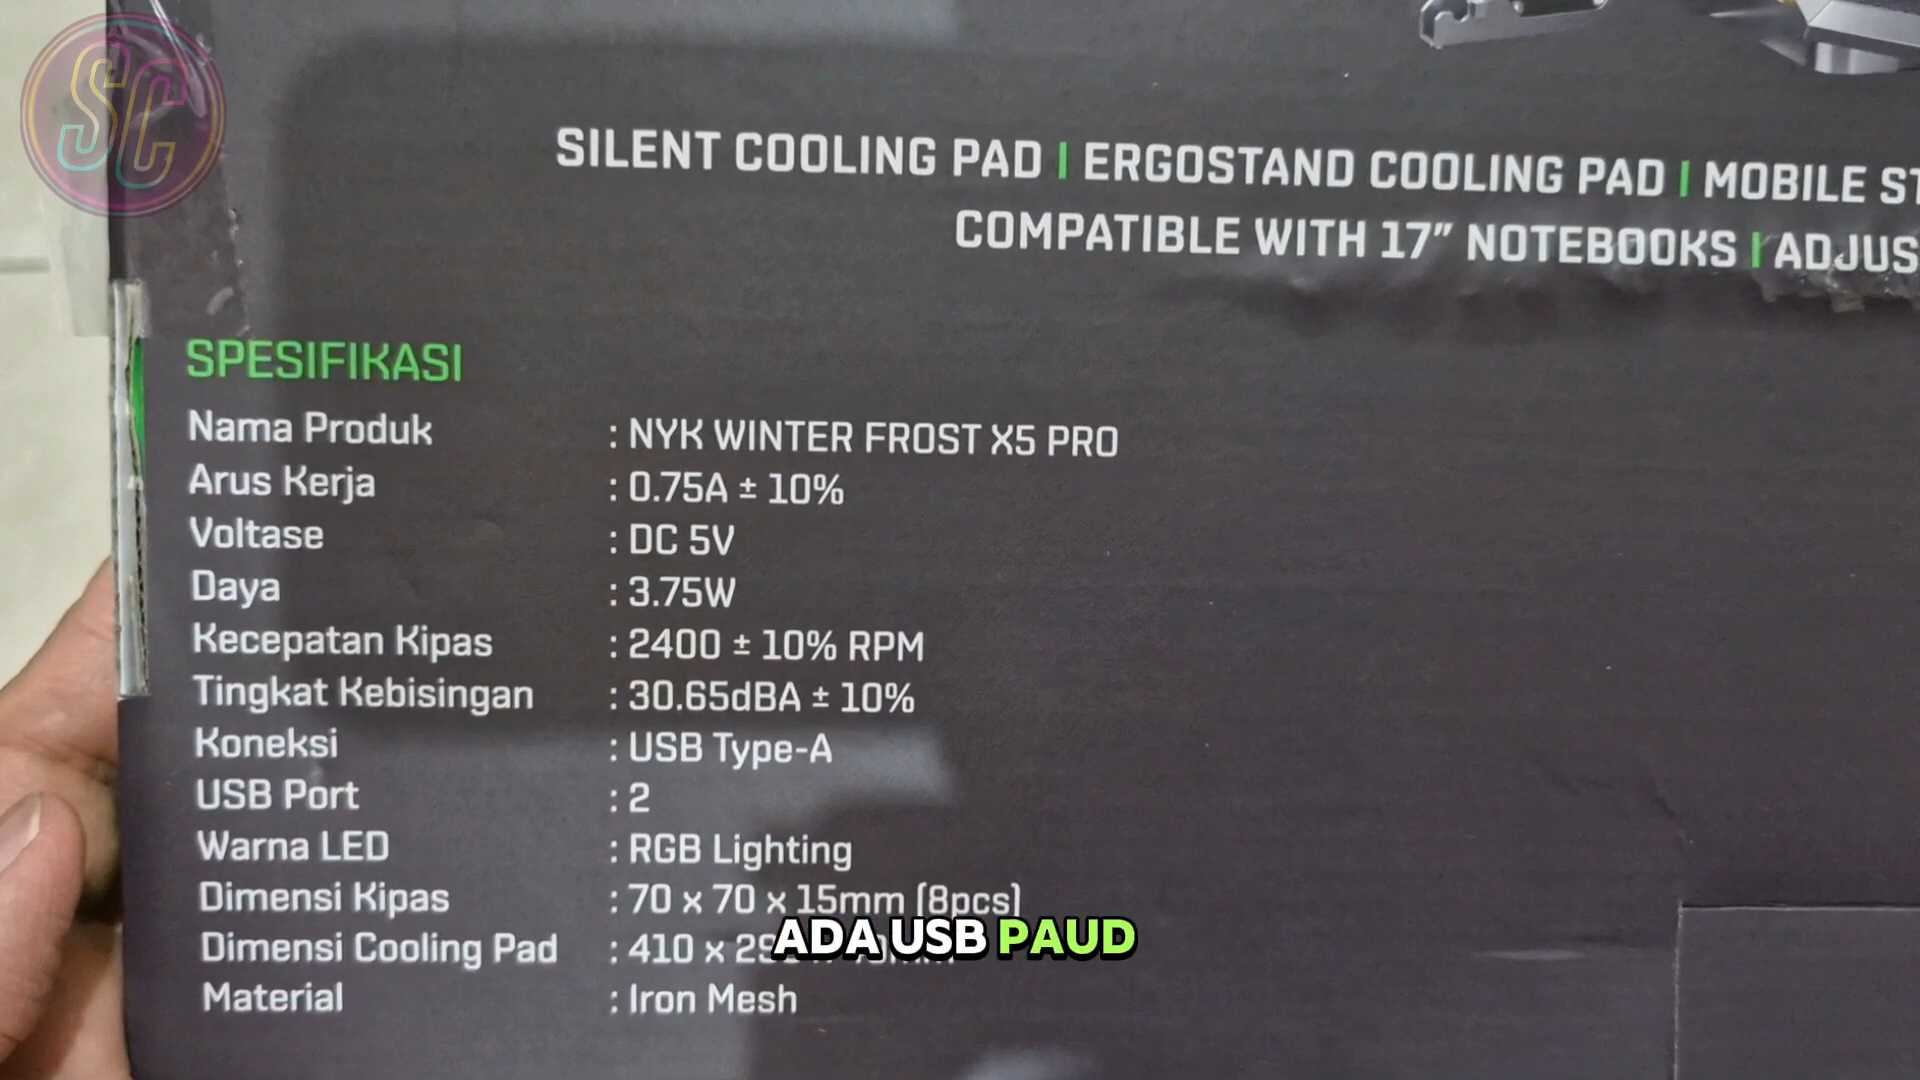 SC
SILENT COOLING PAD | ERGOSTAND COOLING PAD | MOBILE
COMPATIBLE WITH 17” NOTEBOOKS |
SPESIFIKASI
Nama Produk : NYK WINTER FROST X5 PRO
Arus Kerja : 0.75A ± 10%
Voltase : DC 5V
Daya : 3.75W
Kecepatan Kipas : 2400 ± 10% RPM
Tingkat Kebisingan : 30.65dBA ± 10%
Koneksi : USB Type-A
USB Port : 2
Warna LED : RGB Lighting
Dimensi Kipas : 70 x 70 x 15mm (8pcs)
ADA USB PAUD
Dimensi Cooling Pad : 410 x
Material : Iron Mesh